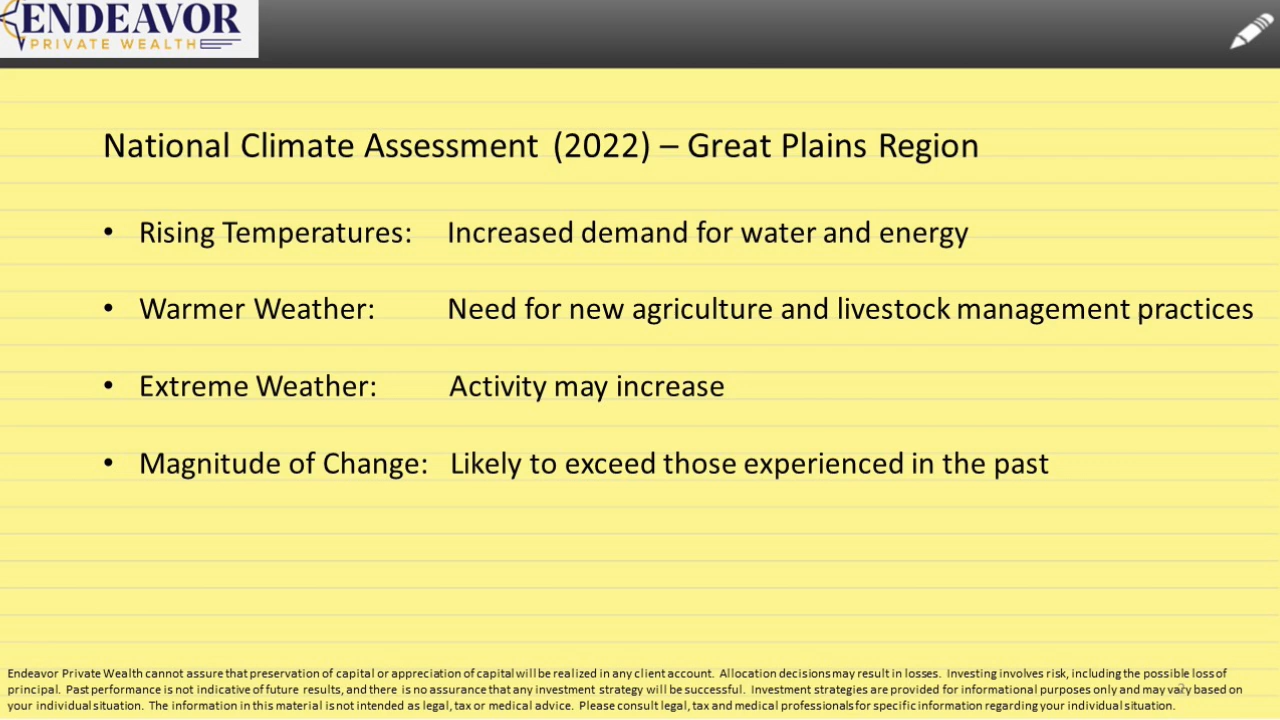 ENDEAVOR
PRIVATE WEALTH
National Climate Assessment (2022) – Great Plains Region
• Rising Temperatures: Increased demand for water and energy
• Warmer Weather: Need for new agriculture and livestock management practices
• Extreme Weather: Activity may increase
• Magnitude of Change: Likely to exceed those experienced in the past
Endeavor Private Wealth cannot assure that preservation of capital or appreciation of capital will be realized in any client account. Allocation decisions may result in losses. Investing involves risk, including the possible loss of
principal. Past performance is not indicative of future results, and there is no assurance that any investment strategy will be successful. Investment strategies are provided for informational purposes only and may vary based on
your individual situation. The information in this material is not intended as legal, tax or medical advice. Please consult legal, tax and medical professionals for specific information regarding your individual situation.